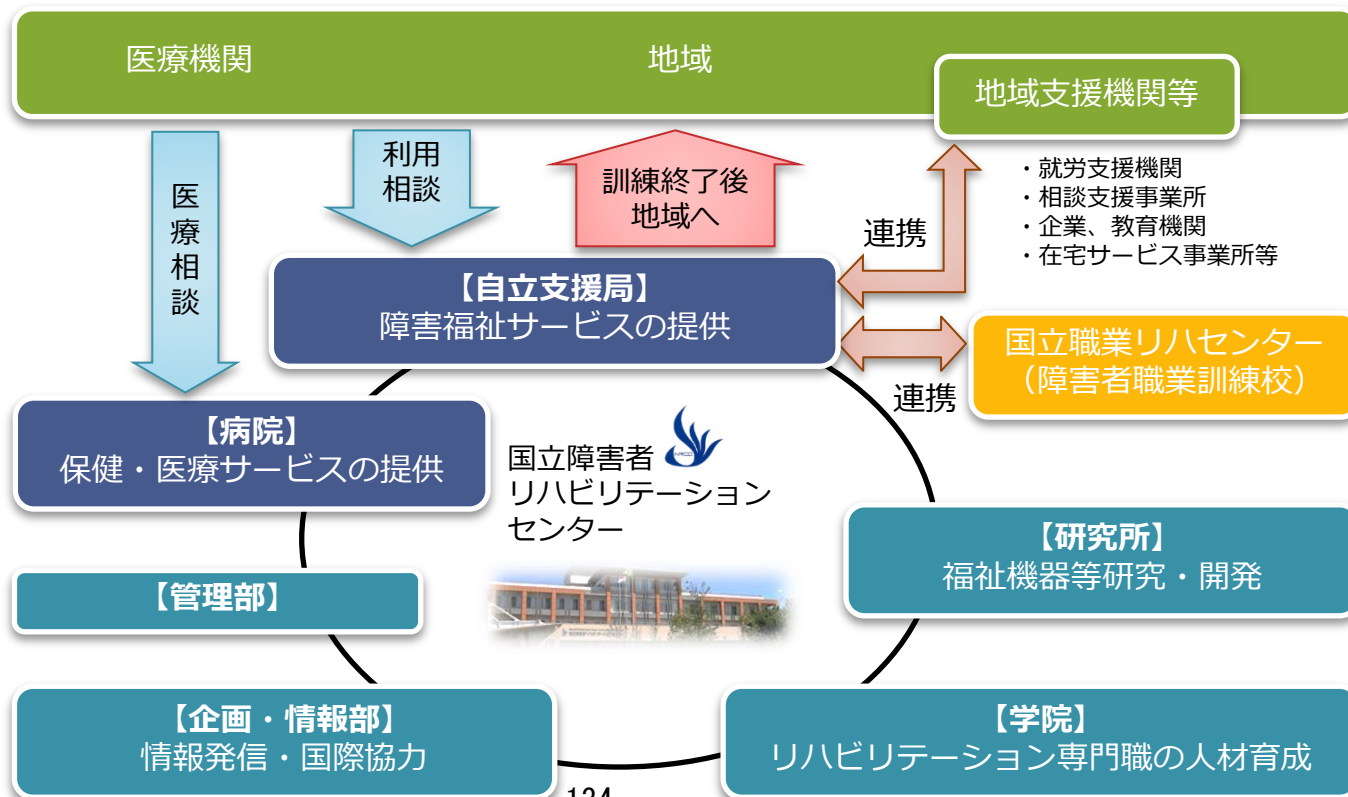 医療機関
地域
地域支援機関等
医療相談
利用
相談
訓練終了後
地域へ
連携
・就労支援機関
・相談支援事業所
・企業、教育機関
・在宅サービス事業所等
【自立支援局】
障害福祉サービスの提供
国立職業リハセンター
（障害者職業訓練校）
連携
【病院】
保健・医療サービスの提供
国立障害者
リハビリテーション
センター
【研究所】
福祉機器等研究・開発
【管理部】
【企画・情報部】
情報発信・国際協力
【学院】
リハビリテーション専門職の人材育成
134